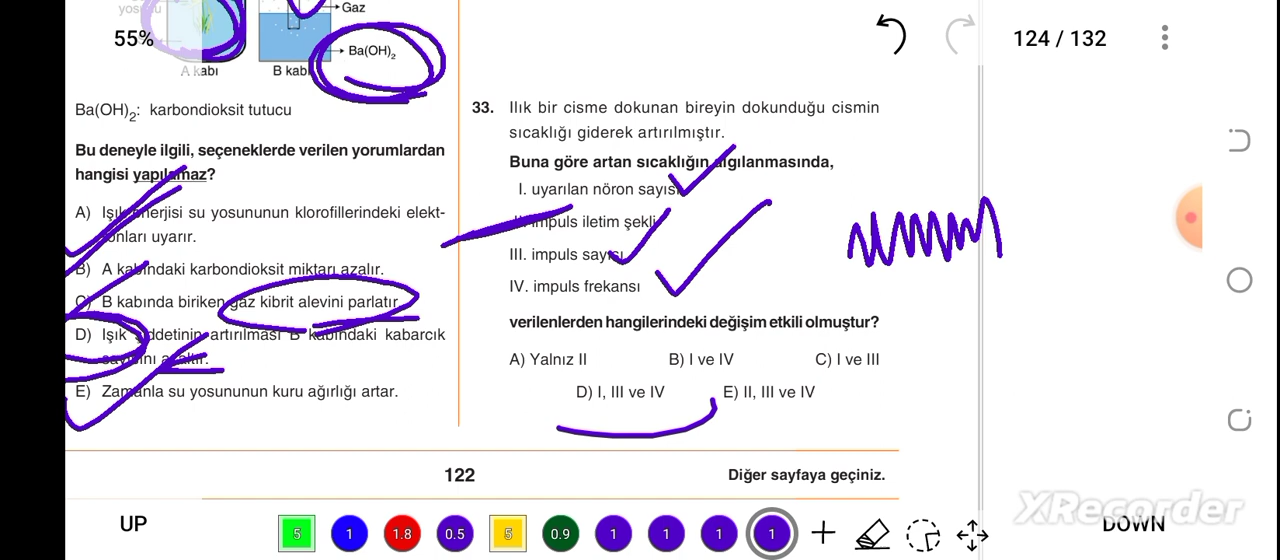 yosunu
Gaz
55%
Ba(OH)2
A kabı
B kabı
Ba(OH)2: karbondioksit tutucu
Bu deneyle ilgili, seçeneklerde verilen yorumlardan
hangisi yapılamaz?
A) Işık enerjisi su yosununun klorofillerindeki elekt-
ronları uyarır.
B) A kabındaki karbondioksit miktarı azalır.
C) B kabında biriken gaz kibrit alevini parlatır.
D) Işık şiddetinin artırılması B kabındaki kabarcık
sayısını azaltır.
E) Zamanla su yosununun kuru ağırlığı artar.
33. Ilık bir cisme dokunan bireyin dokunduğu cismin
sıcaklığı giderek artırılmıştır.
Buna göre artan sıcaklığın algılanmasında,
I. uyarılan nöron sayısı
II. impuls iletim şekli
III. impuls sayısı
IV. impuls frekansı
verilenlerden hangilerindeki değişim etkili olmuştur?
A) Yalnız II B) I ve IV C) I ve III
D) I, III ve IV E) II, III ve IV
122
Diğer sayfaya geçiniz.
124 / 132
UP
5 1 1.8 0.5 5 0.9 1 1 1 1
DOWN
XRecorder